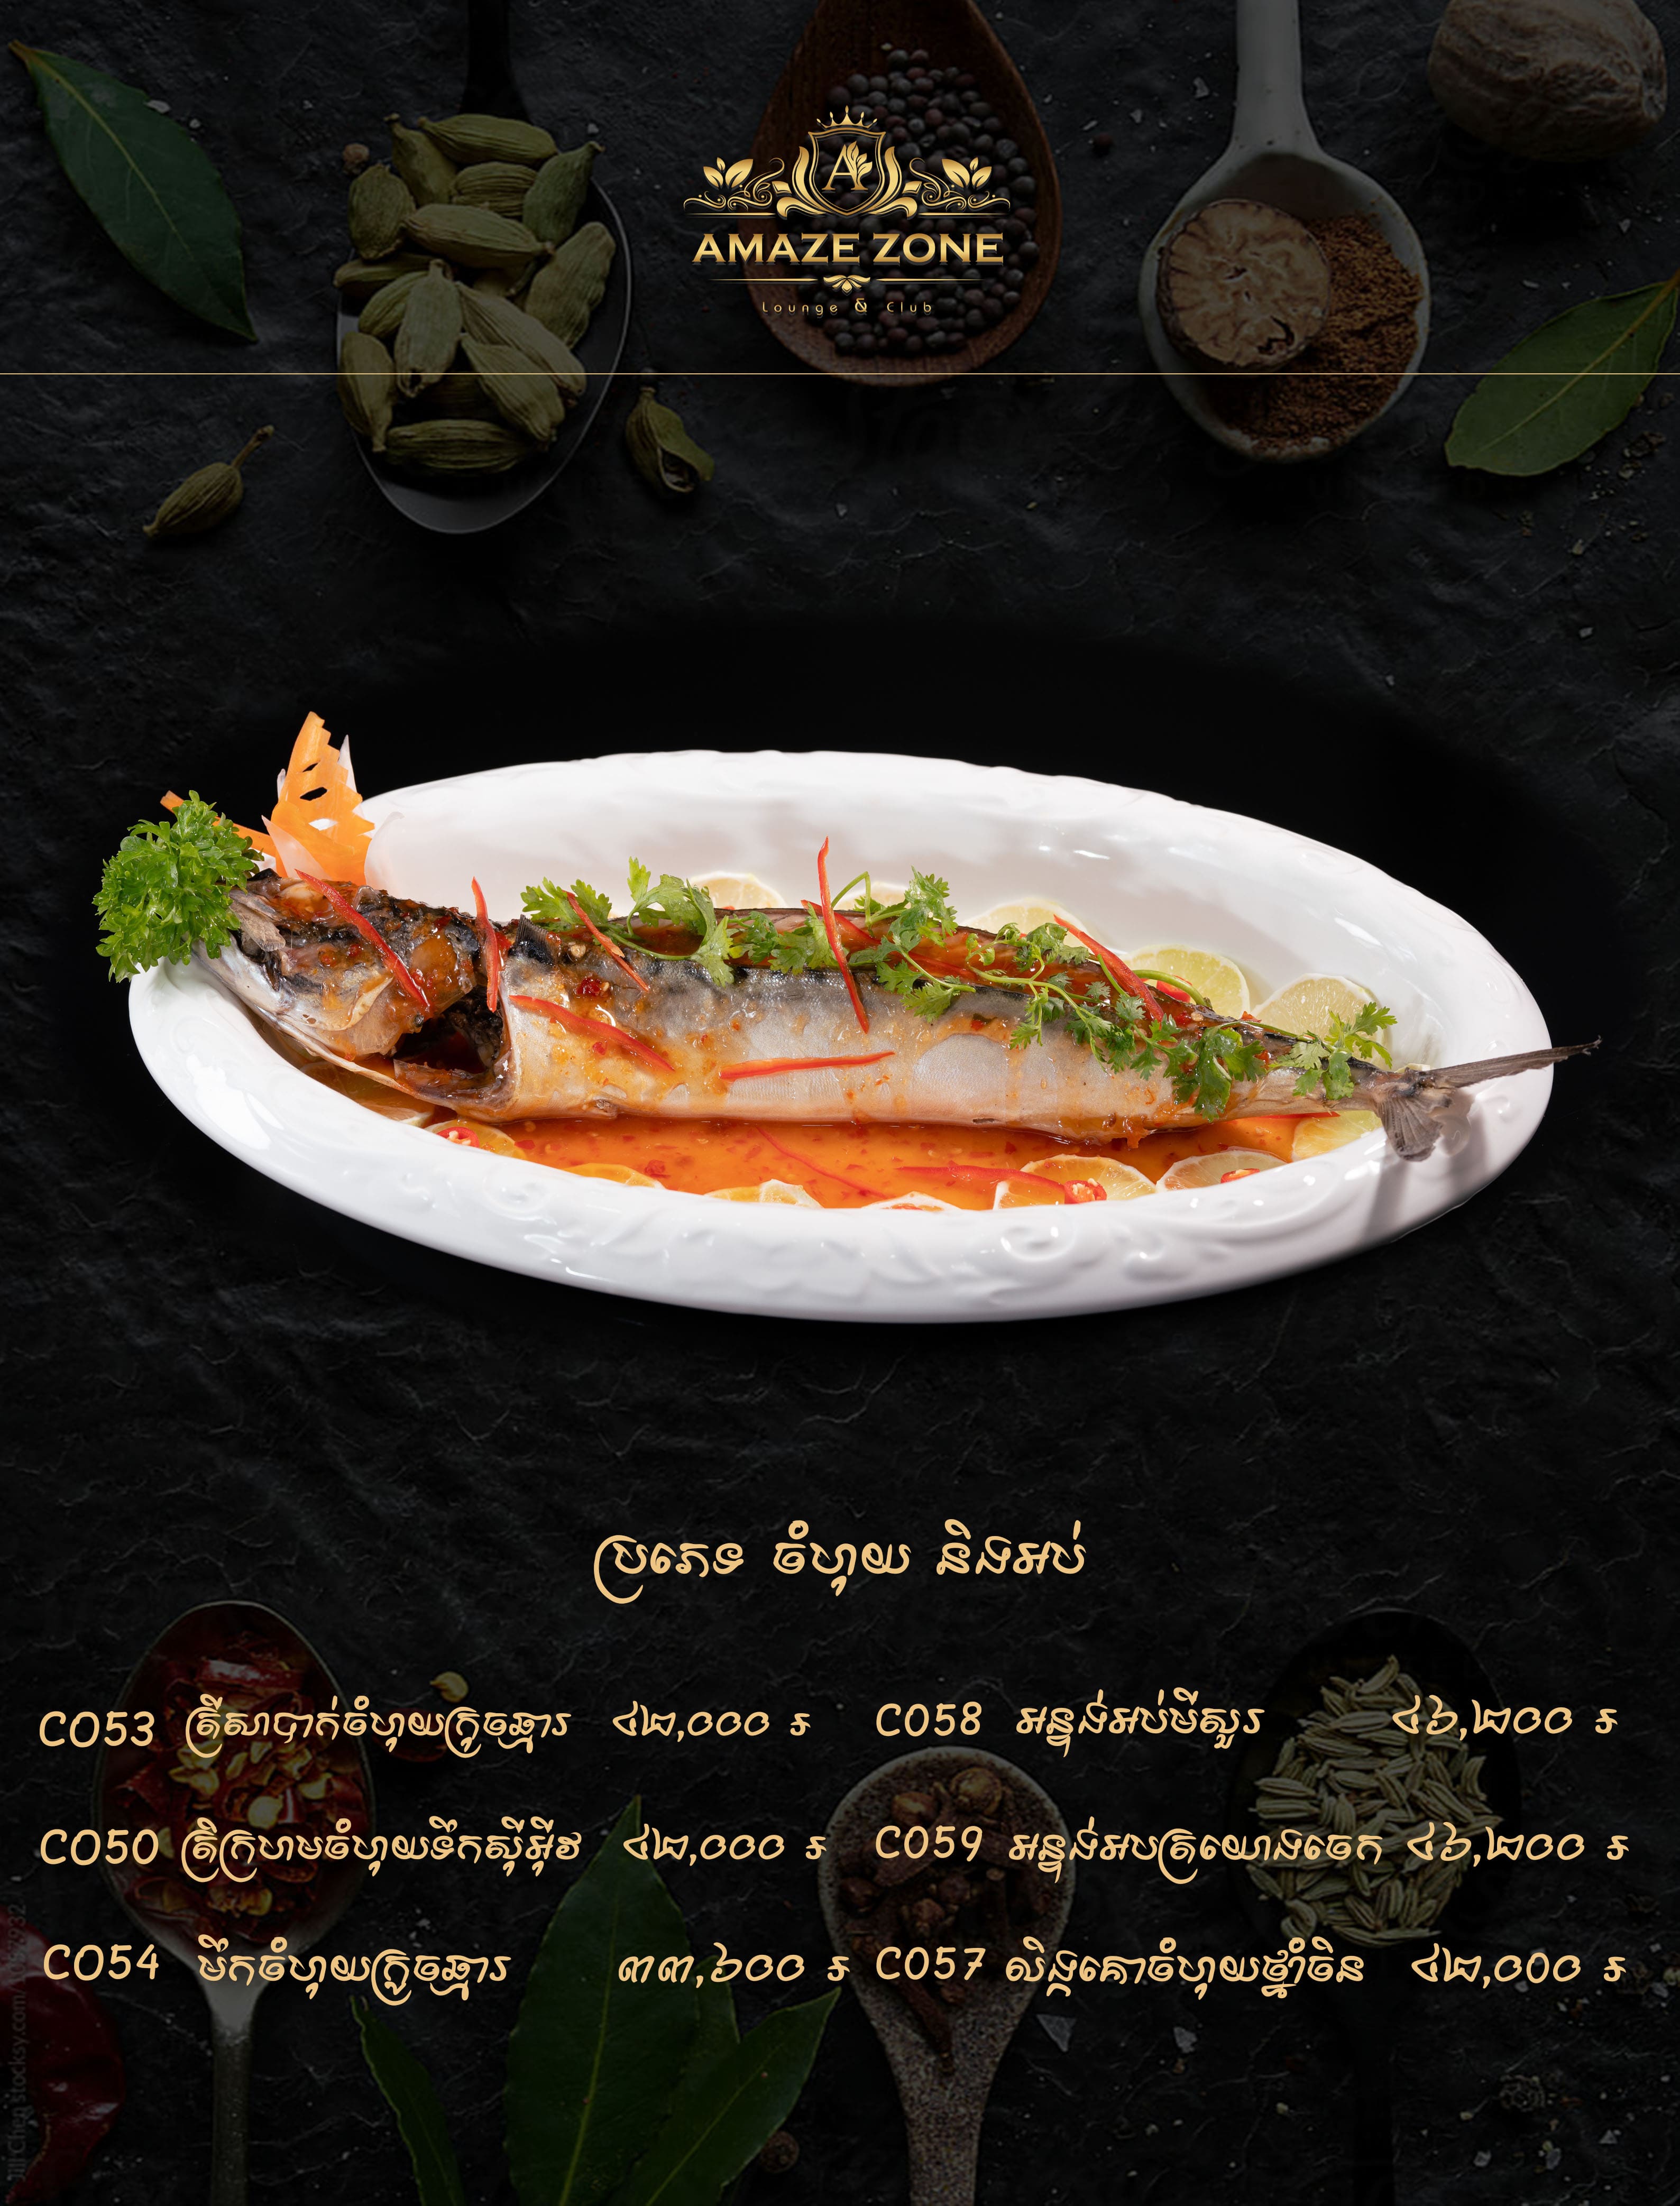 A
AMAZE ZONE
Lounge & Club
ប្រភេទ ចំហុយ និងអប់
C053 ត្រីសាបាក់ចំហុយក្រូចឆ្មារ ៤២,០០០ ៛
C050 ត្រីក្រហមចំហុយទឹកស៊ីអ៊ីវ ៤២,០០០ ៛
C054 មឹកចំហុយក្រូចឆ្មារ ៣៣,៦០០ ៛
C058 អន្ទង់អប់មីសួរ ៤៦,២០០ ៛
C059 អន្ទង់អបត្រយោងចេក ៤៦,២០០ ៛
C057 លិង្គគោចំហុយថ្នាំចិន ៤២,០០០ ៛